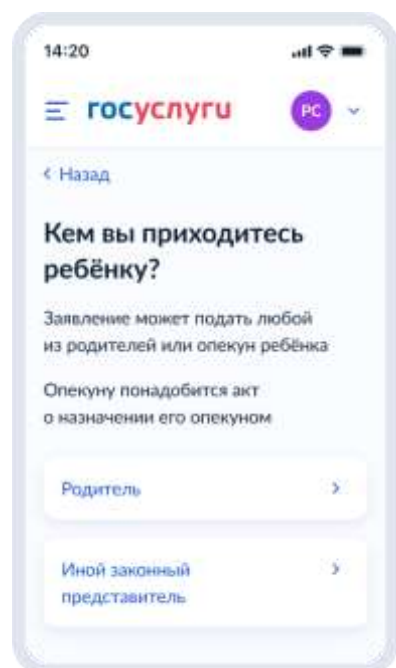 14:20
госуслуги
РС
Назад
Кем вы приходитесь
ребёнку?
Заявление может подать любой
из родителей или опекун ребёнка
Опекуну понадобится акт
о назначении его опекуном
Родитель
Иной законный
представитель